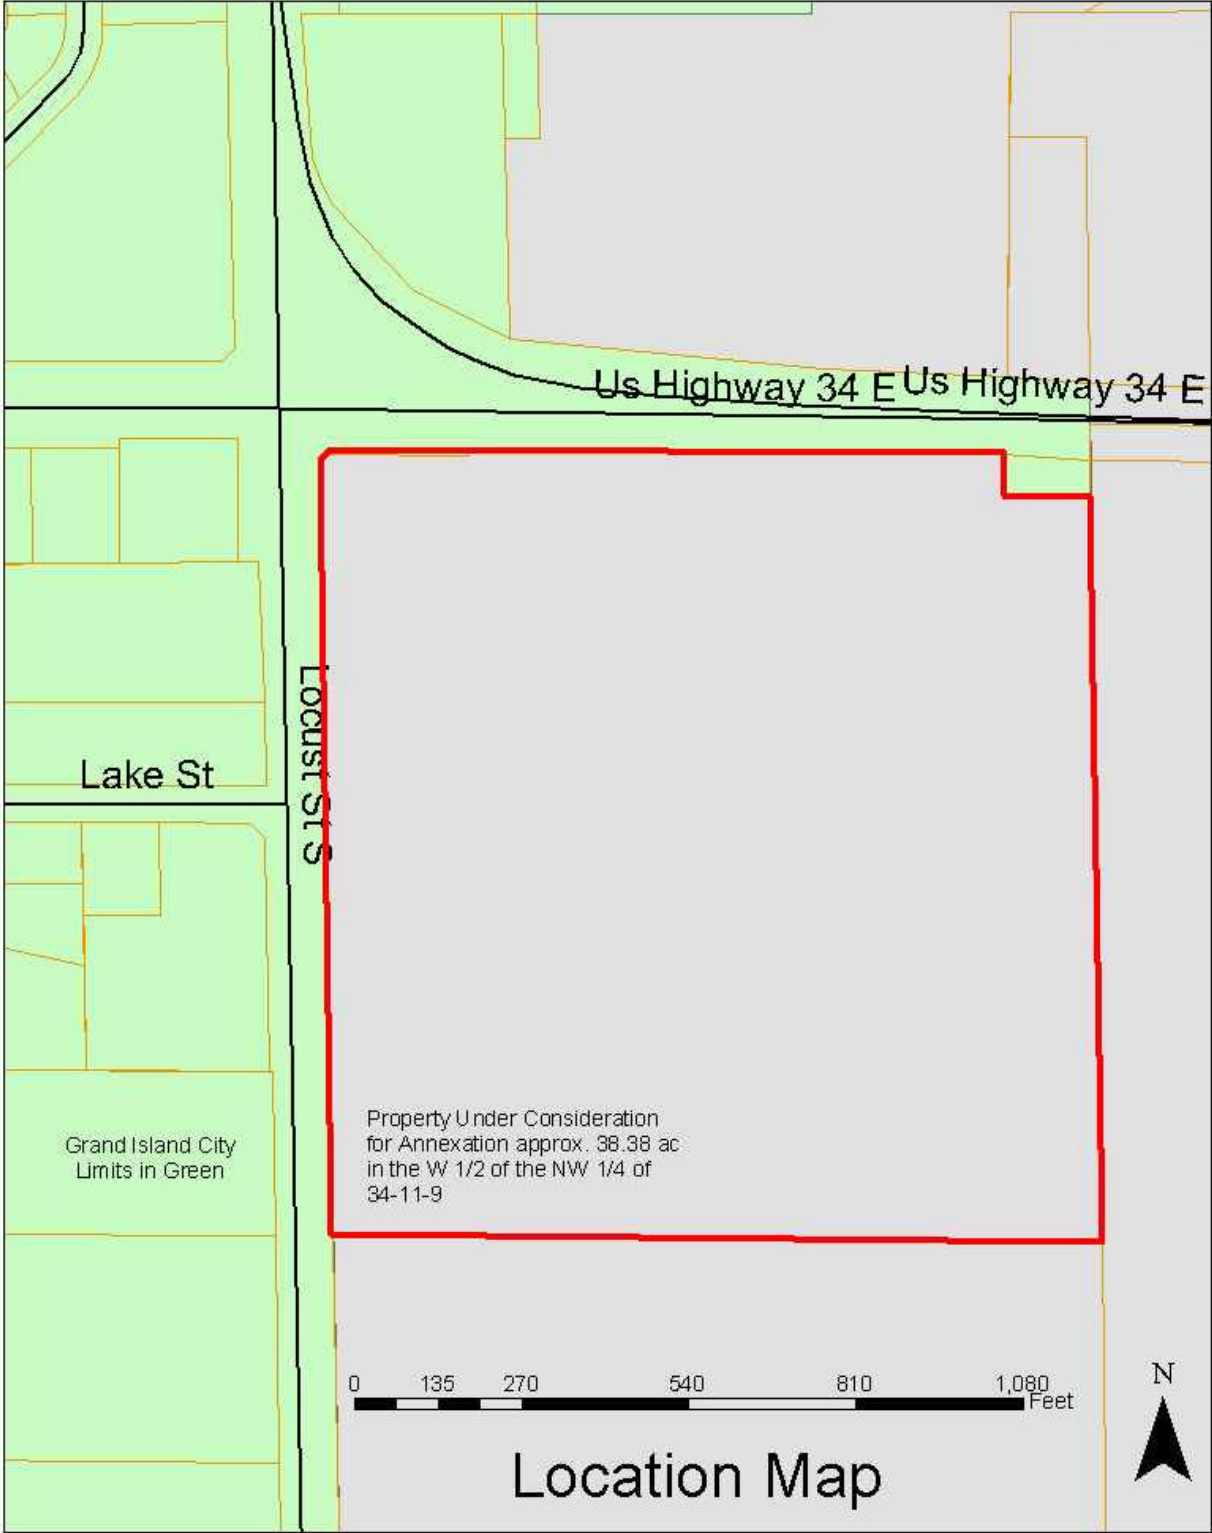 Us Highway 34 E
Us Highway 34 E
Locust St S
Lake St
Property Under Consideration
for Annexation approx. 38.38 ac
in the W 1/2 of the NW 1/4 of
34-11-9
Grand Island City
Limits in Green
0 135 270 540 810 1,080
Feet
N
Location Map